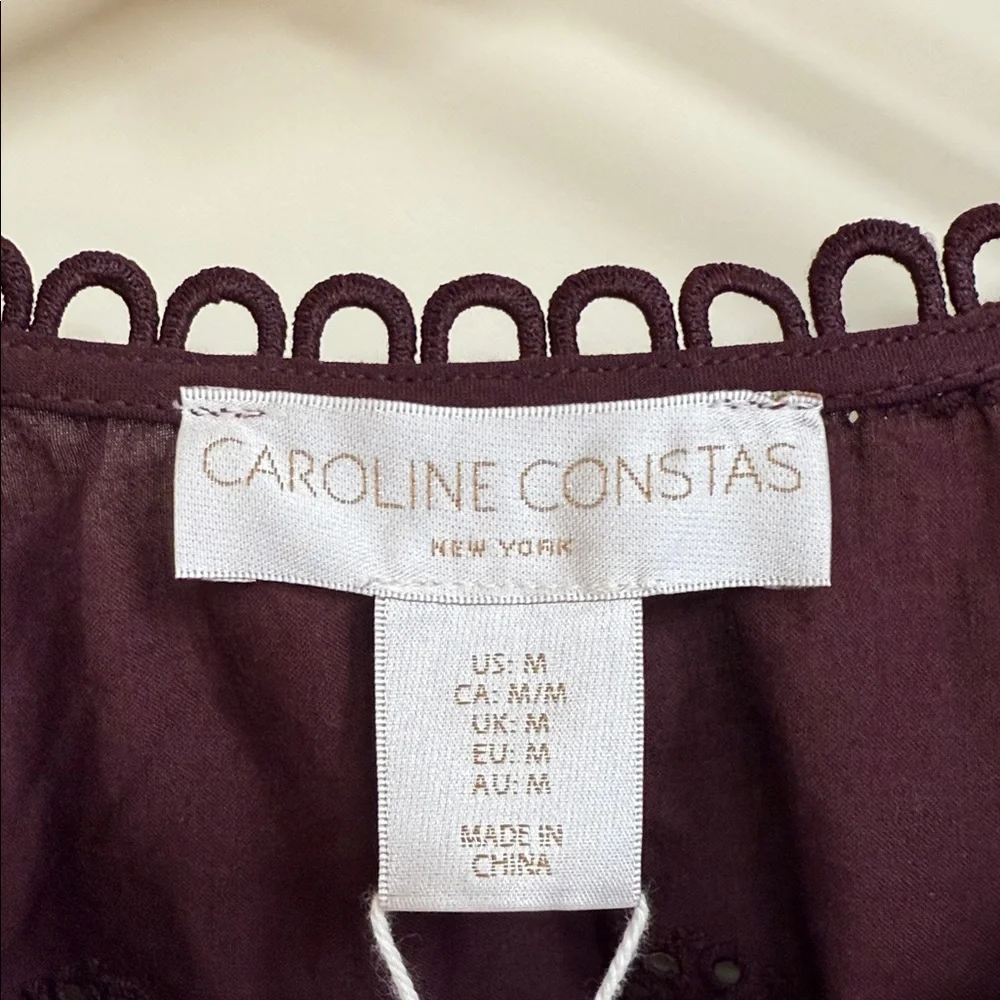 CAROLINE CONSTAS
NEW YORK
US: M
CA: M/M
UK: M
EU: M
AU: M
MADE IN
CHINA